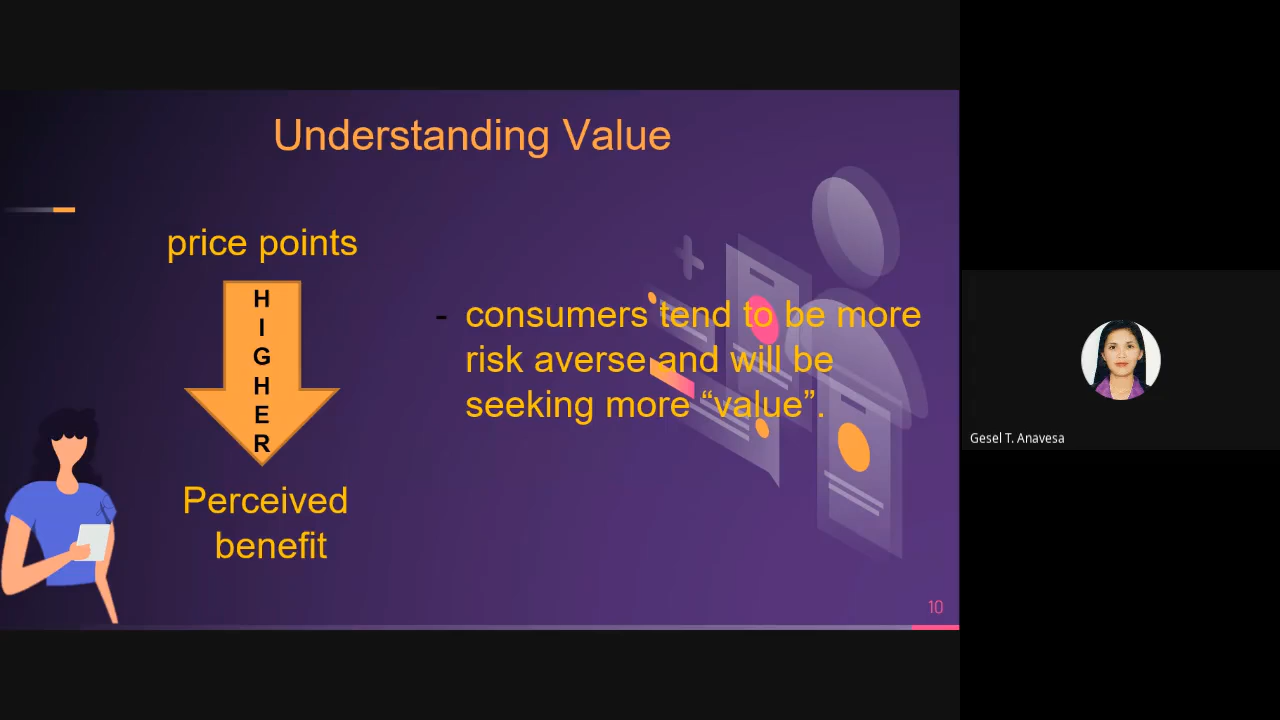 Understanding Value
price points
H
I
G
H
E
R
Perceived
benefit
- consumers tend to be more
risk averse and will be
seeking more “value”.
10
Gesel T. Anavesa